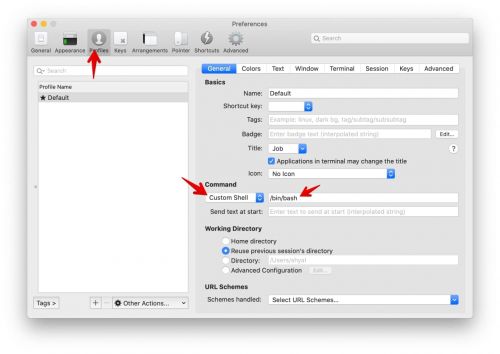 Preferences
General Appearance Profiles Keys Arrangements Pointer Shortcuts Advanced
Search
Search
Profile Name
★ Default
Tags >
+ − Other Actions...
General Colors Text Window Terminal Session Keys Advanced
Basics
Name: Default
Shortcut key:
Tags: Example: linux, dark bg, tag/subtag/subsubtag
Badge: Enter badge text (interpolated string) Edit...
Title: Job ?
Applications in terminal may change the title
Icon: No Icon
Command
Custom Shell /bin/bash
Send text at start: Enter text to send at start (interpolated string)
Working Directory
Home directory
Reuse previous session's directory
Directory: /Users/shyat
Advanced Configuration Edit...
URL Schemes
Schemes handled: Select URL Schemes...